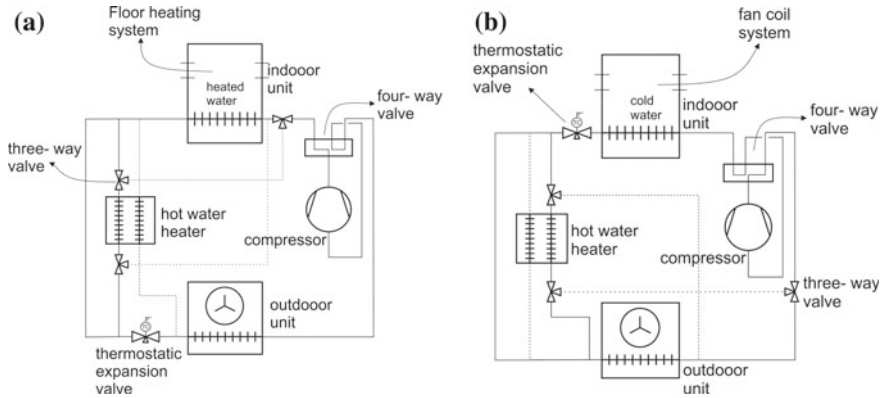 (a)
Floor heating
system
heated
water
indooor
unit
four- way
valve
three- way
valve
hot water
heater
compressor
outdooor
unit
thermostatic
expansion
valve
(b)
fan coil
system
thermostatic
expansion
valve
cold
water
indooor
unit
four-way
valve
hot water
heater
compressor
three- way
valve
outdooor
unit